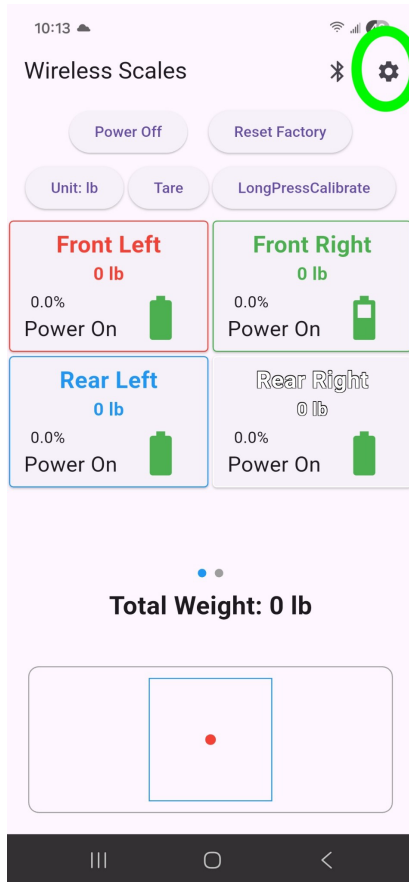 10:13
Wireless Scales
Power Off Reset Factory
Unit: lb Tare LongPressCalibrate
Front Left Front Right
0 lb 0 lb
0.0% 0.0%
Power On Power On
Rear Left Rear Right
0 lb 0 lb
0.0% 0.0%
Power On Power On
Total Weight: 0 lb